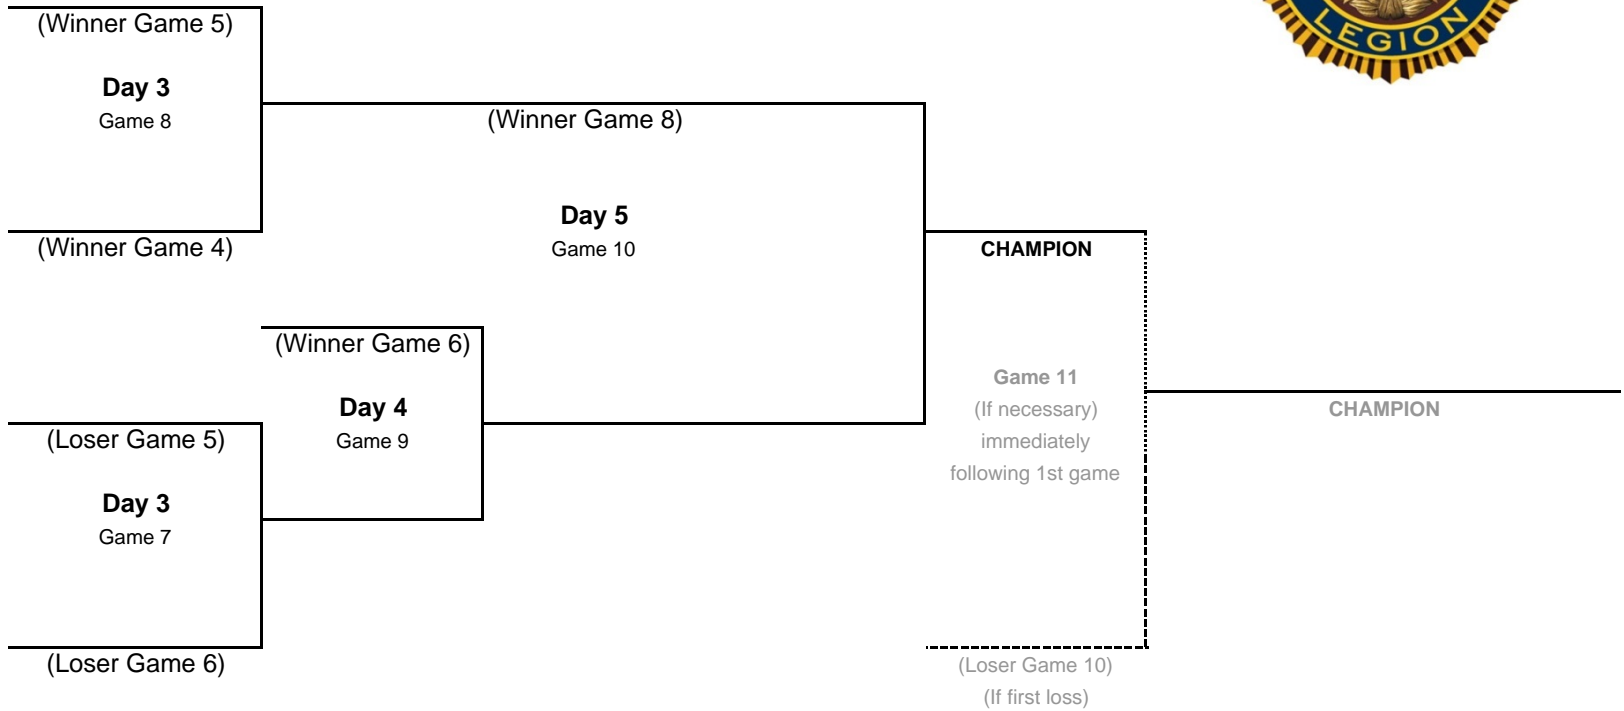 (Winner Game 5)
LEGION
Day 3
Game 8
(Winner Game 8)
Day 5
Game 10
(Winner Game 4)
CHAMPION
(Winner Game 6)
Day 4
Game 9
Game 11
(If necessary)
immediately
following 1st game
CHAMPION
(Loser Game 5)
Day 3
Game 7
(Loser Game 6)
(Loser Game 10)
(If first loss)